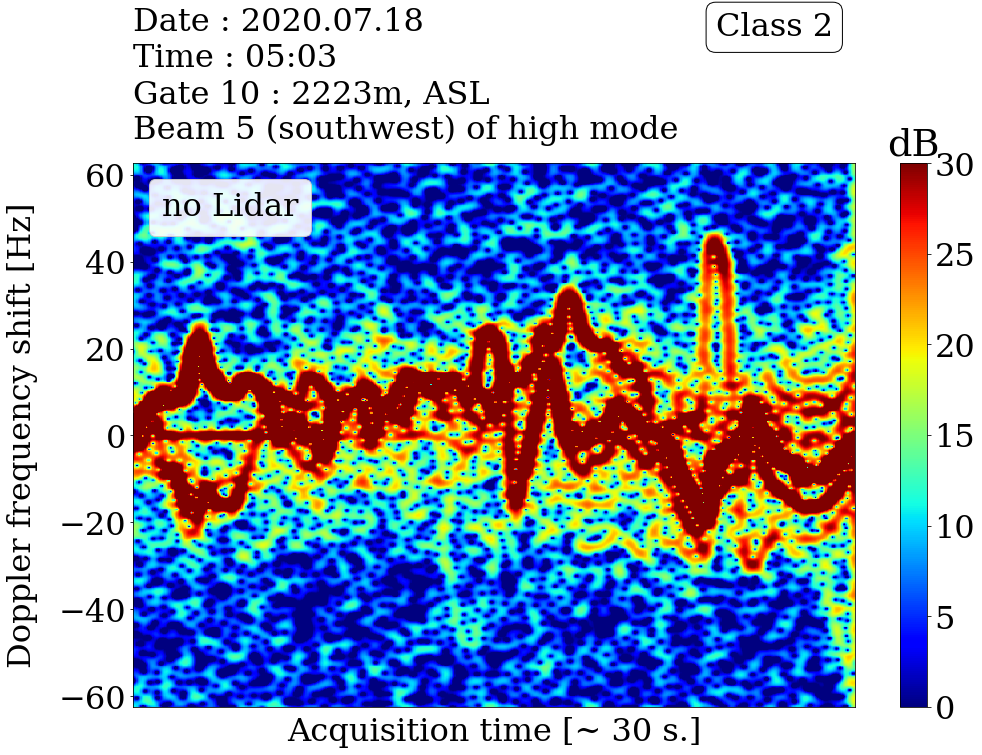 Date : 2020.07.18
Time : 05:03
Gate 10 : 2223m, ASL
Beam 5 (southwest) of high mode
Class 2
dB
no Lidar
Doppler frequency shift [Hz]
60
40
20
0
−20
−40
−60
30
25
20
15
10
5
0
Acquisition time [~ 30 s.]